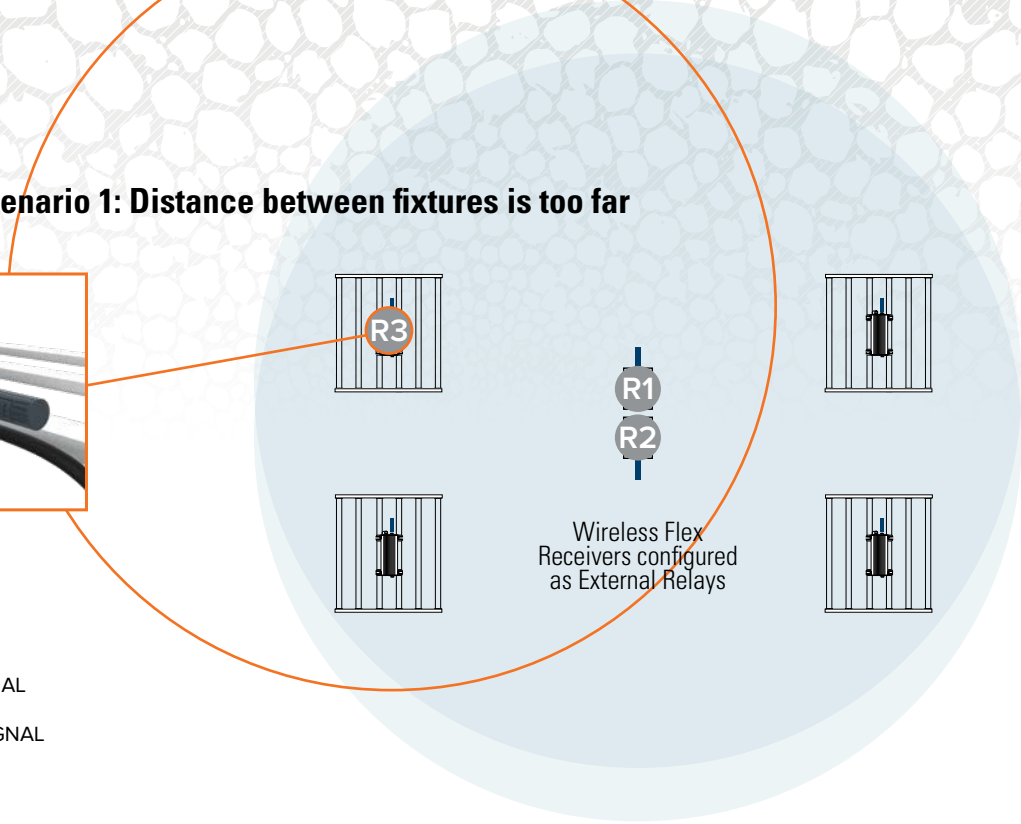 enario 1: Distance between fixtures is too far
R3
R1
R2
Wireless Flex
Receivers configured
as External Relays
AL
GNAL